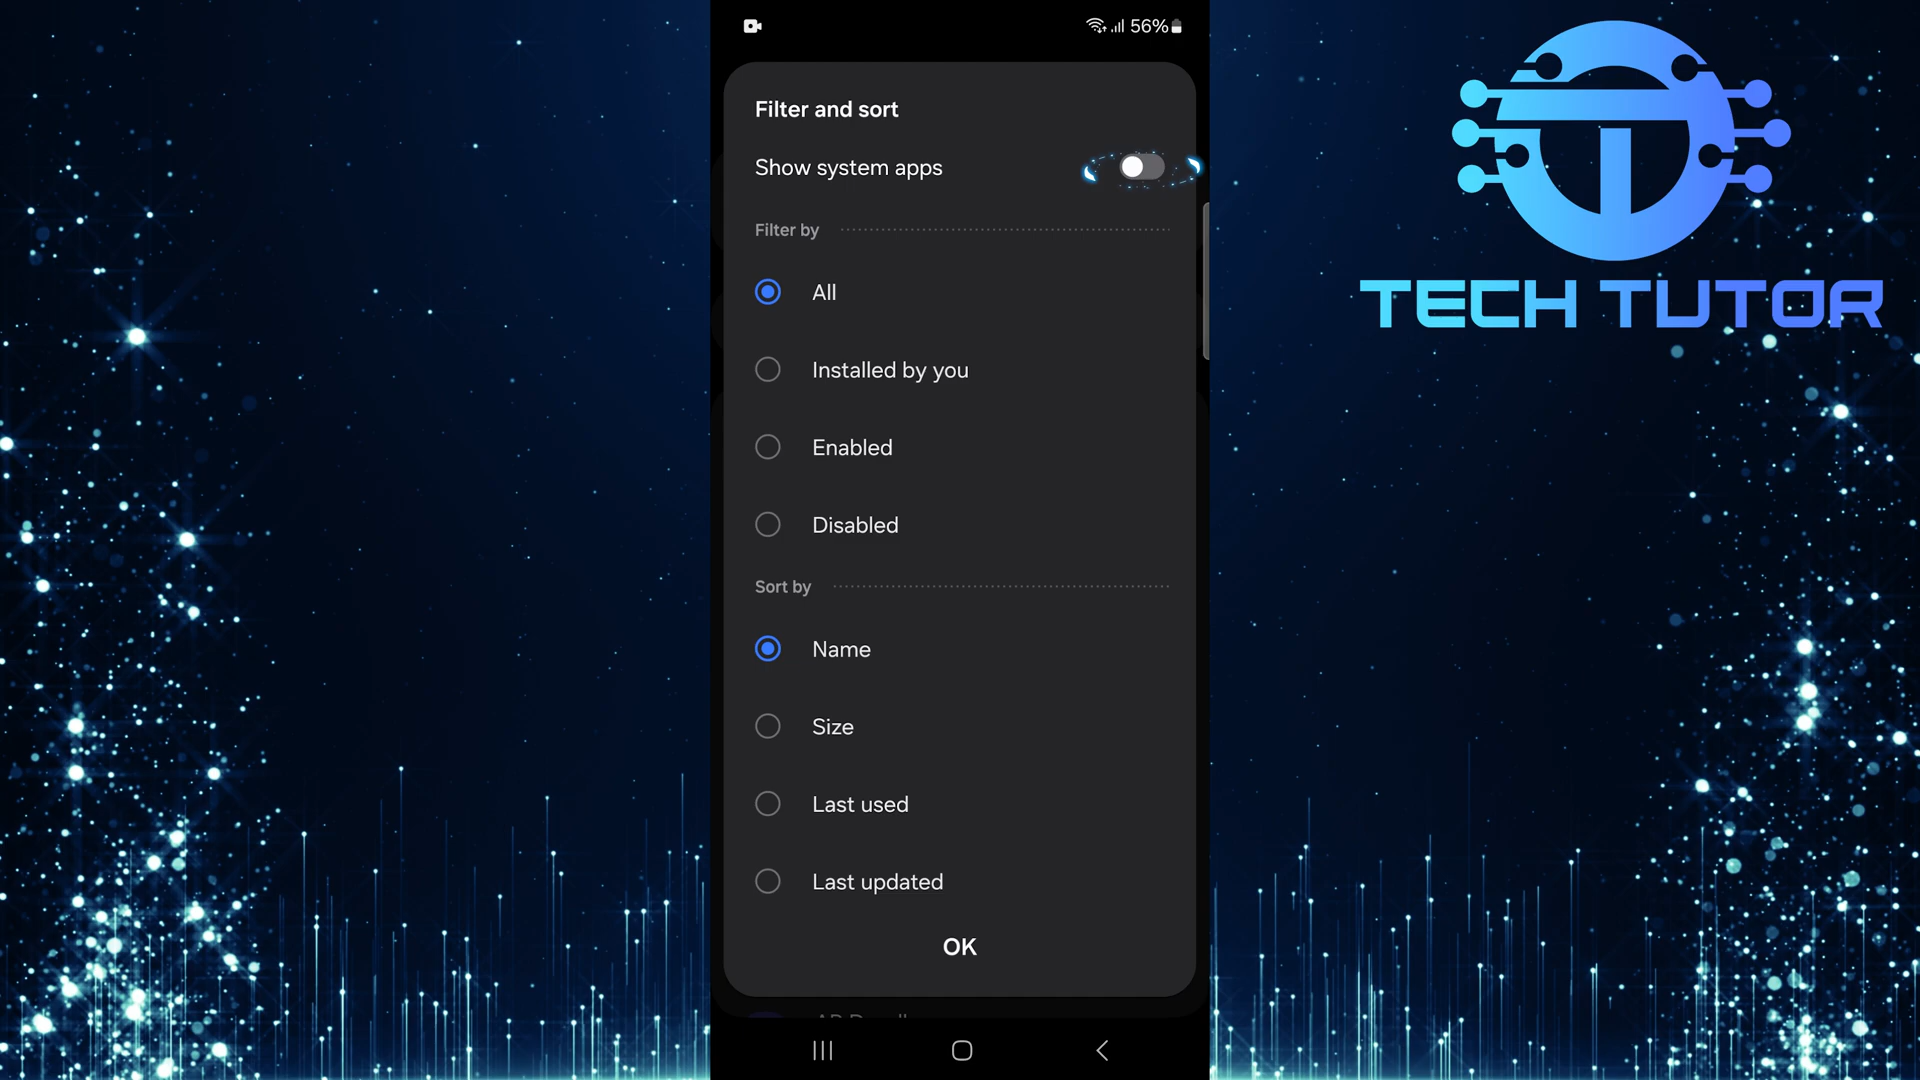 56%
Filter and sort
Show system apps
Filter by
All
Installed by you
Enabled
Disabled
Sort by
Name
Size
Last used
Last updated
OK
TECH TUTOR